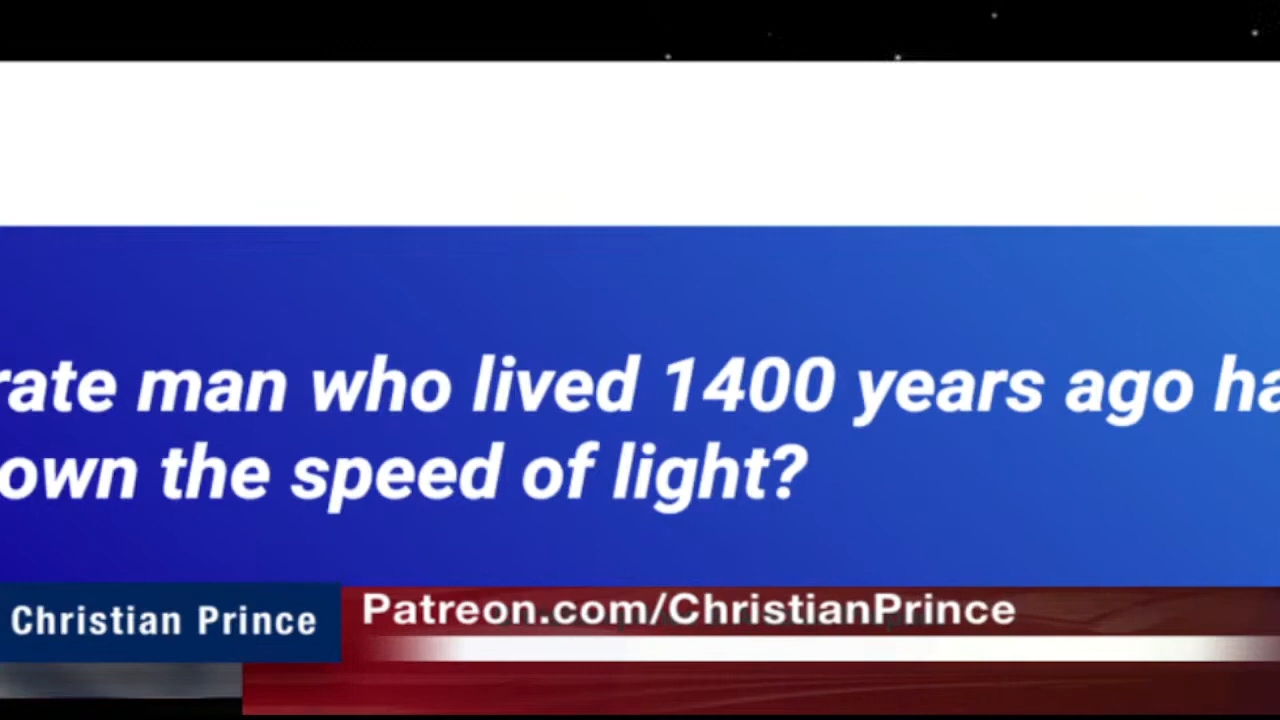 rate man who lived 1400 years ago ha
own the speed of light?
Christian Prince
Patreon.com/ChristianPrince